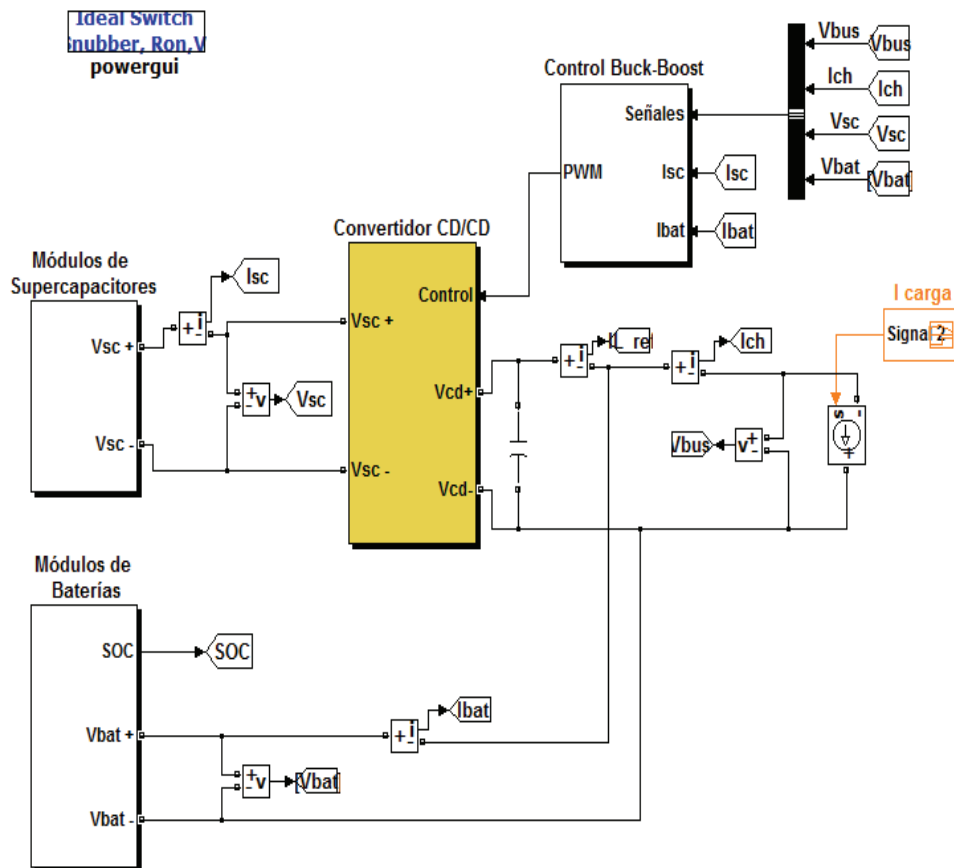 Ideal Switch
Snubber, Ron,V
powergui
Control Buck-Boost
Señales
Isc
Ibat
PWM
Isc
Ibat
Vbus
Vbus
Ich
Ich
Vsc
Vsc
Vbat
[Vbat]
Módulos de
Supercapacitores
Vsc +
Vsc -
Isc
+ i -
+ v -
Vsc
Convertidor CD/CD
Control
Vsc +
Vsc -
Vcd+
Vcd-
+ i -
+ i -
Ich
Vbus
v + -
I carga
Signal 2
s
-
+
Módulos de
Baterías
SOC
Vbat +
Vbat -
SOC
+ i -
Ibat
+ v -
[Vbat]